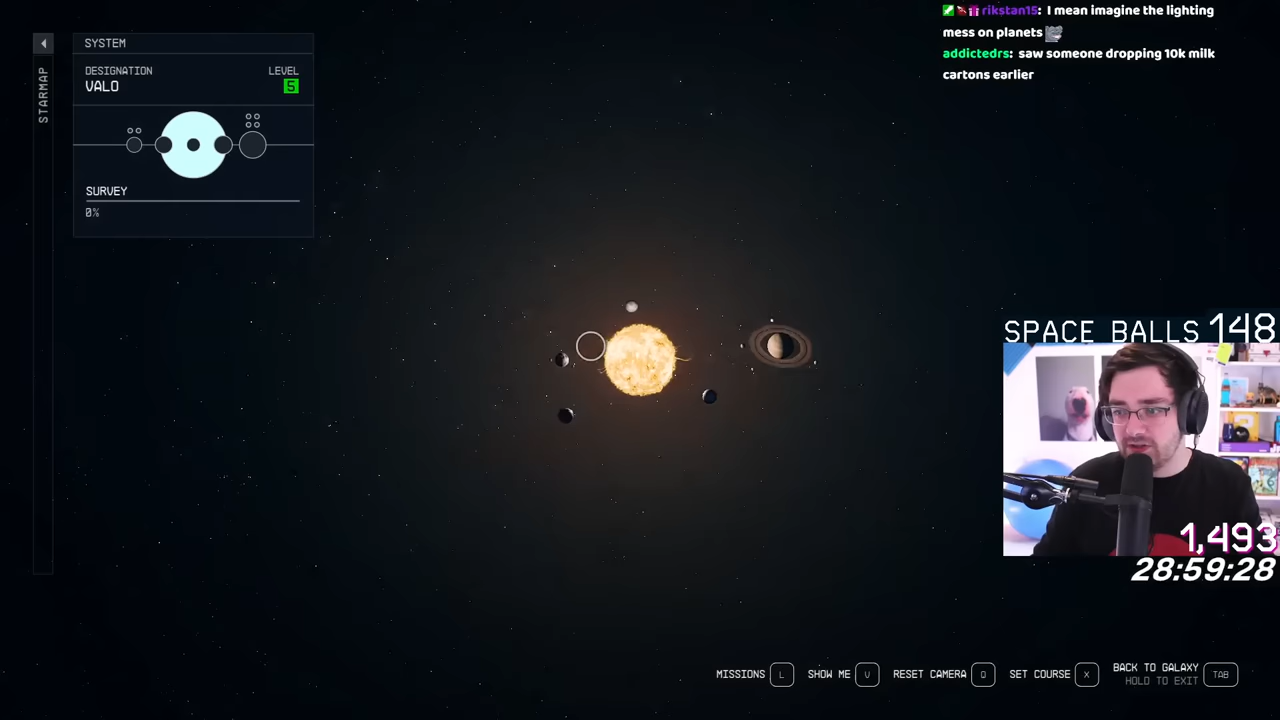 STARMAP
SYSTEM
DESIGNATION LEVEL
VALO 5
SURVEY
0%
rikstan15: I mean imagine the lighting
mess on planets
addictedrs: saw someone dropping 10k milk
cartons earlier
SPACE BALLS 148
1,493
28:59:28
MISSIONS L SHOW ME V RESET CAMERA Q SET COURSE X BACK TO GALAXY TAB
HOLD TO EXIT